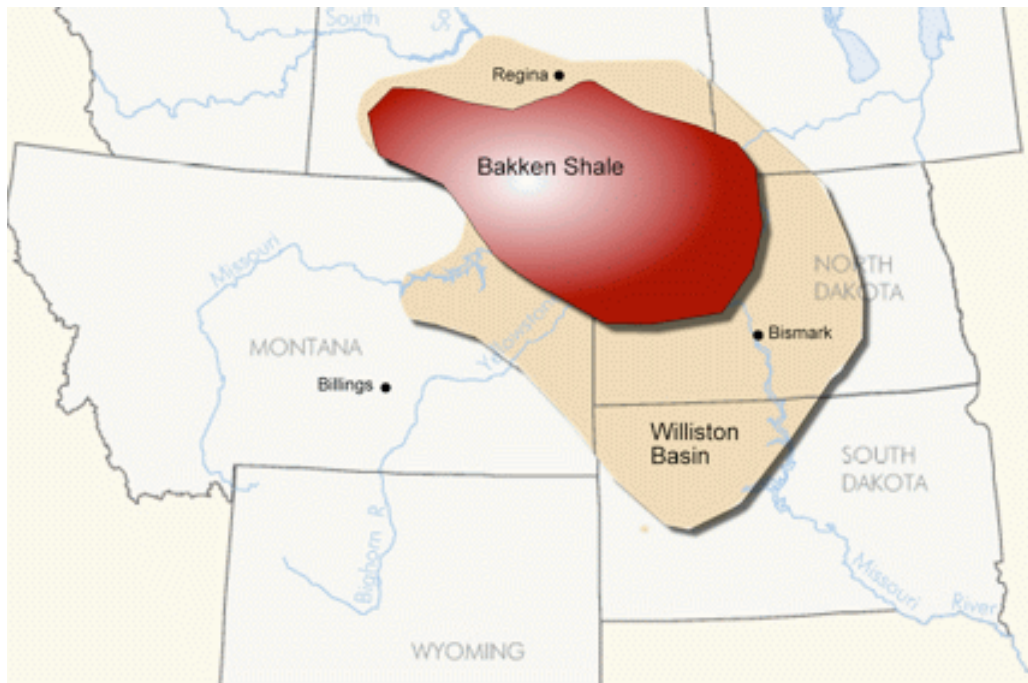 South
Regina
Bakken Shale
Missouri
NORTH
DAKOTA
Yellowstone
Bismark
MONTANA
Billings
Williston
Basin
SOUTH
DAKOTA
Bighorn R
Missouri
River
WYOMING